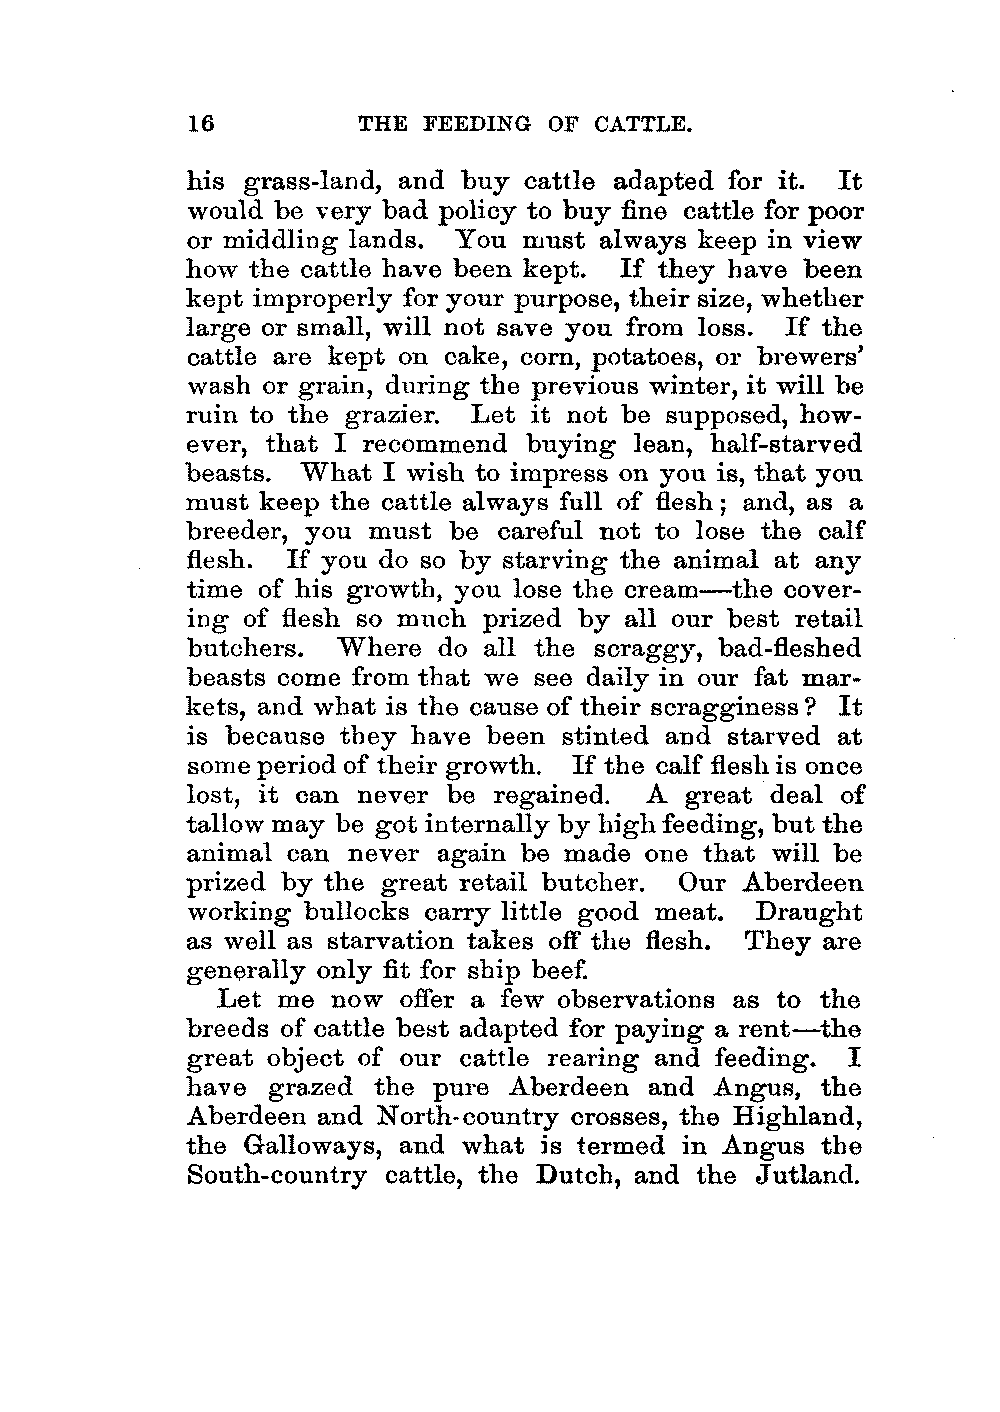 16 THE FEEDING OF CATTLE.
his grass-land, and buy cattle adapted for it. It
would be very bad policy to buy fine cattle for poor
or middling lands. You must always keep in view
how the cattle have been kept. If they have been
kept improperly for your purpose, their size, whether
large or small, will not save you from loss. If the
cattle are kept on cake, corn, potatoes, or brewers'
wash or grain, during the previous winter, it will be
ruin to the grazier. Let it not be supposed, how-
ever, that I recommend buying lean, half-starved
beasts. What I wish to impress on you is, that you
must keep the cattle always full of flesh; and, as a
breeder, you must be careful not to lose the calf
flesh. If you do so by starving the animal at any
time of his growth, you lose the cream—the cover-
ing of flesh so much prized by all our best retail
butchers. Where do all the scraggy, bad-fleshed
beasts come from that we see daily in our fat mar-
kets, and what is the cause of their scragginess? It
is because they have been stinted and starved at
some period of their growth. If the calf flesh is once
lost, it can never be regained. A great deal of
tallow may be got internally by high feeding, but the
animal can never again be made one that will be
prized by the great retail butcher. Our Aberdeen
working bullocks carry little good meat. Draught
as well as starvation takes off the flesh. They are
generally only fit for ship beef.
Let me now offer a few observations as to the
breeds of cattle best adapted for paying a rent—the
great object of our cattle rearing and feeding. I
have grazed the pure Aberdeen and Angus, the
Aberdeen and North-country crosses, the Highland,
the Galloways, and what is termed in Angus the
South-country cattle, the Dutch, and the Jutland.